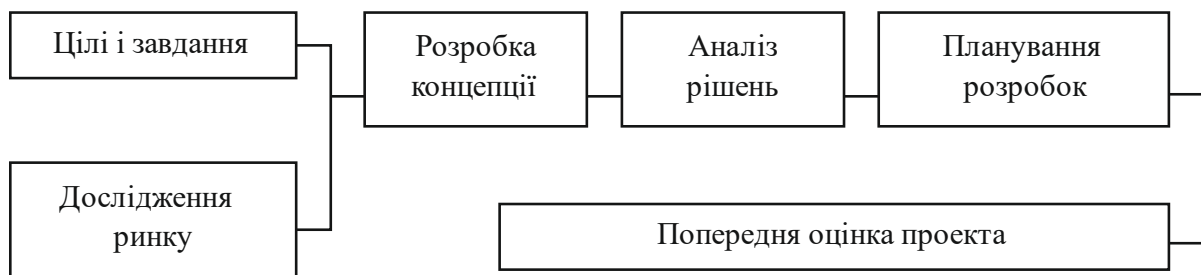 Цілі і завдання
Розробка
концепції
Аналіз
рішень
Планування
розробок
Дослідження
ринку
Попередня оцінка проекта